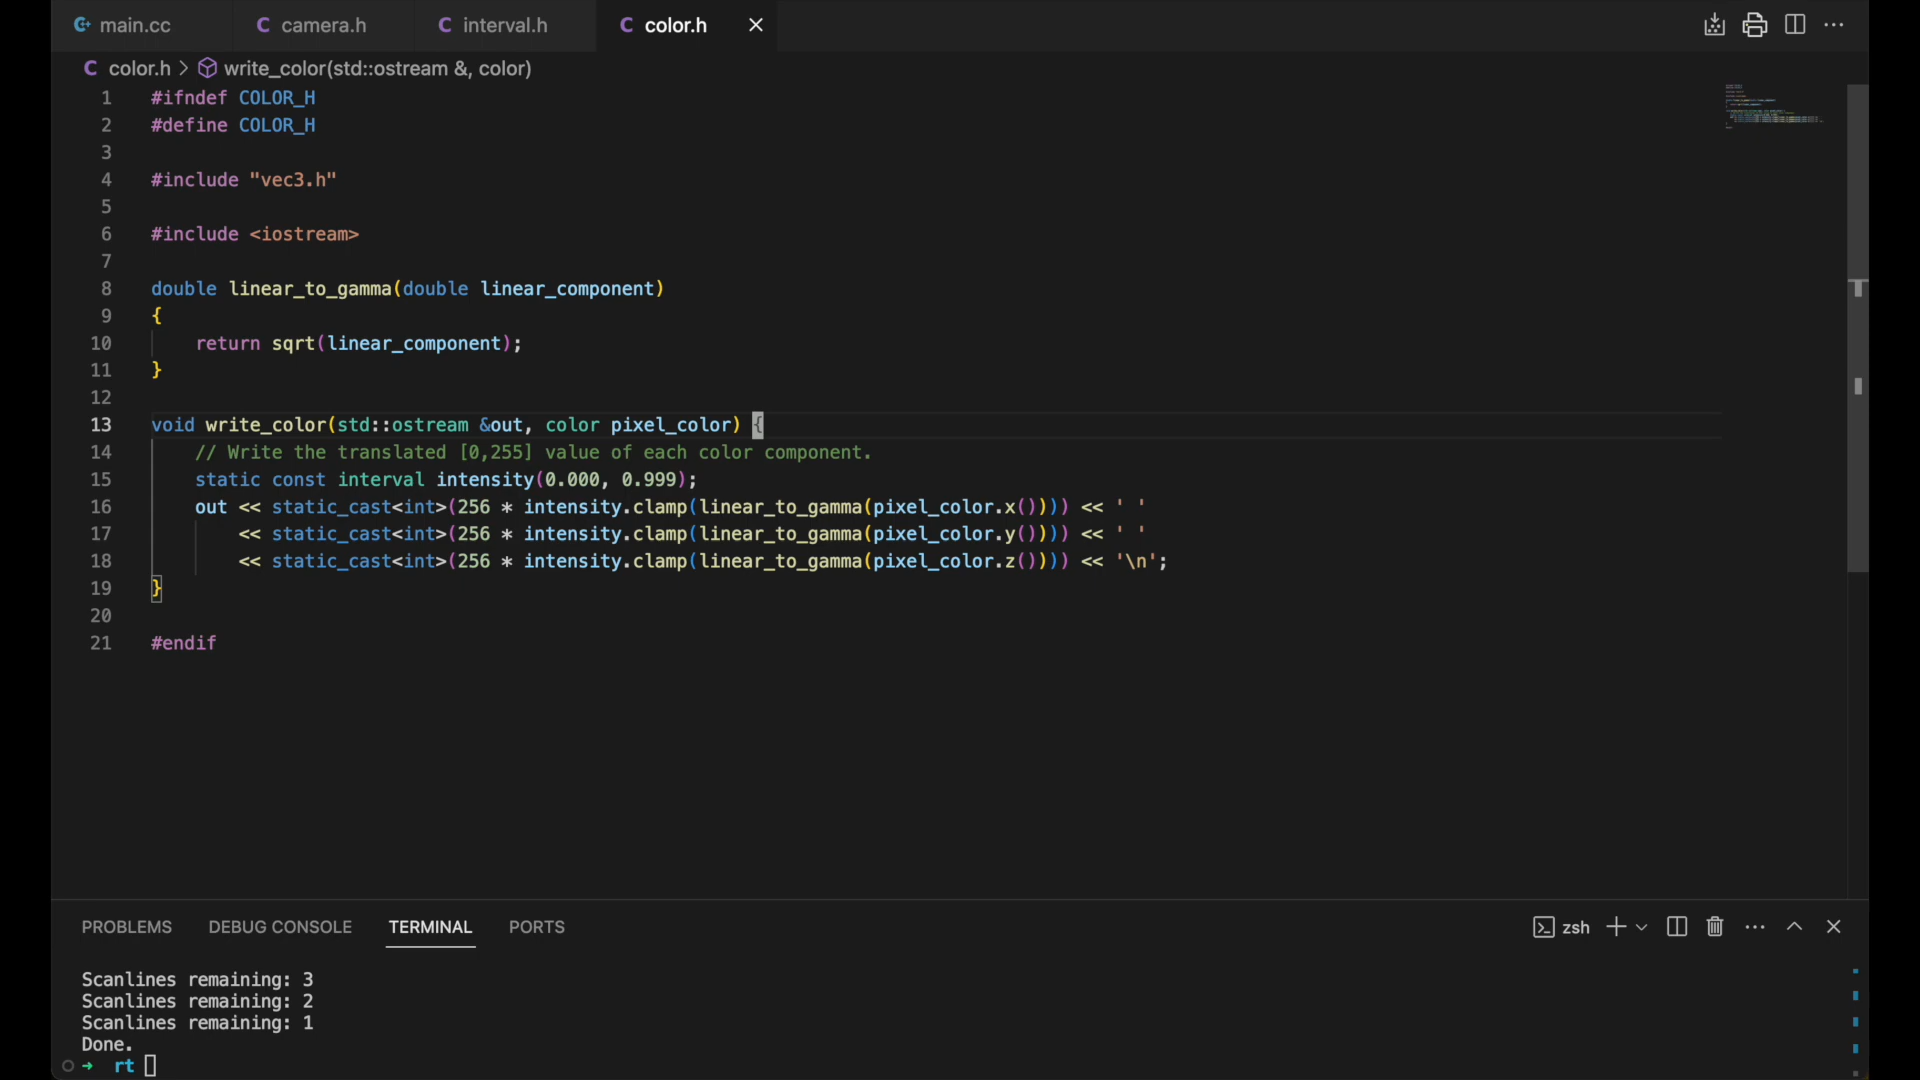 main.cc camera.h interval.h color.h
color.h > write_color(std::ostream &, color)
1 #ifndef COLOR_H
2 #define COLOR_H
3
4 #include "vec3.h"
5
6 #include <iostream>
7
8 double linear_to_gamma(double linear_component)
9 {
10     return sqrt(linear_component);
11 }
12
13 void write_color(std::ostream &out, color pixel_color) {
14     // Write the translated [0,255] value of each color component.
15     static const interval intensity(0.000, 0.999);
16     out << static_cast<int>(256 * intensity.clamp(linear_to_gamma(pixel_color.x()))) << ' '
17         << static_cast<int>(256 * intensity.clamp(linear_to_gamma(pixel_color.y()))) << ' '
18         << static_cast<int>(256 * intensity.clamp(linear_to_gamma(pixel_color.z()))) << '\n';
19 }
20
21 #endif
PROBLEMS DEBUG CONSOLE TERMINAL PORTS zsh
Scanlines remaining: 3
Scanlines remaining: 2
Scanlines remaining: 1
Done.
→ rt